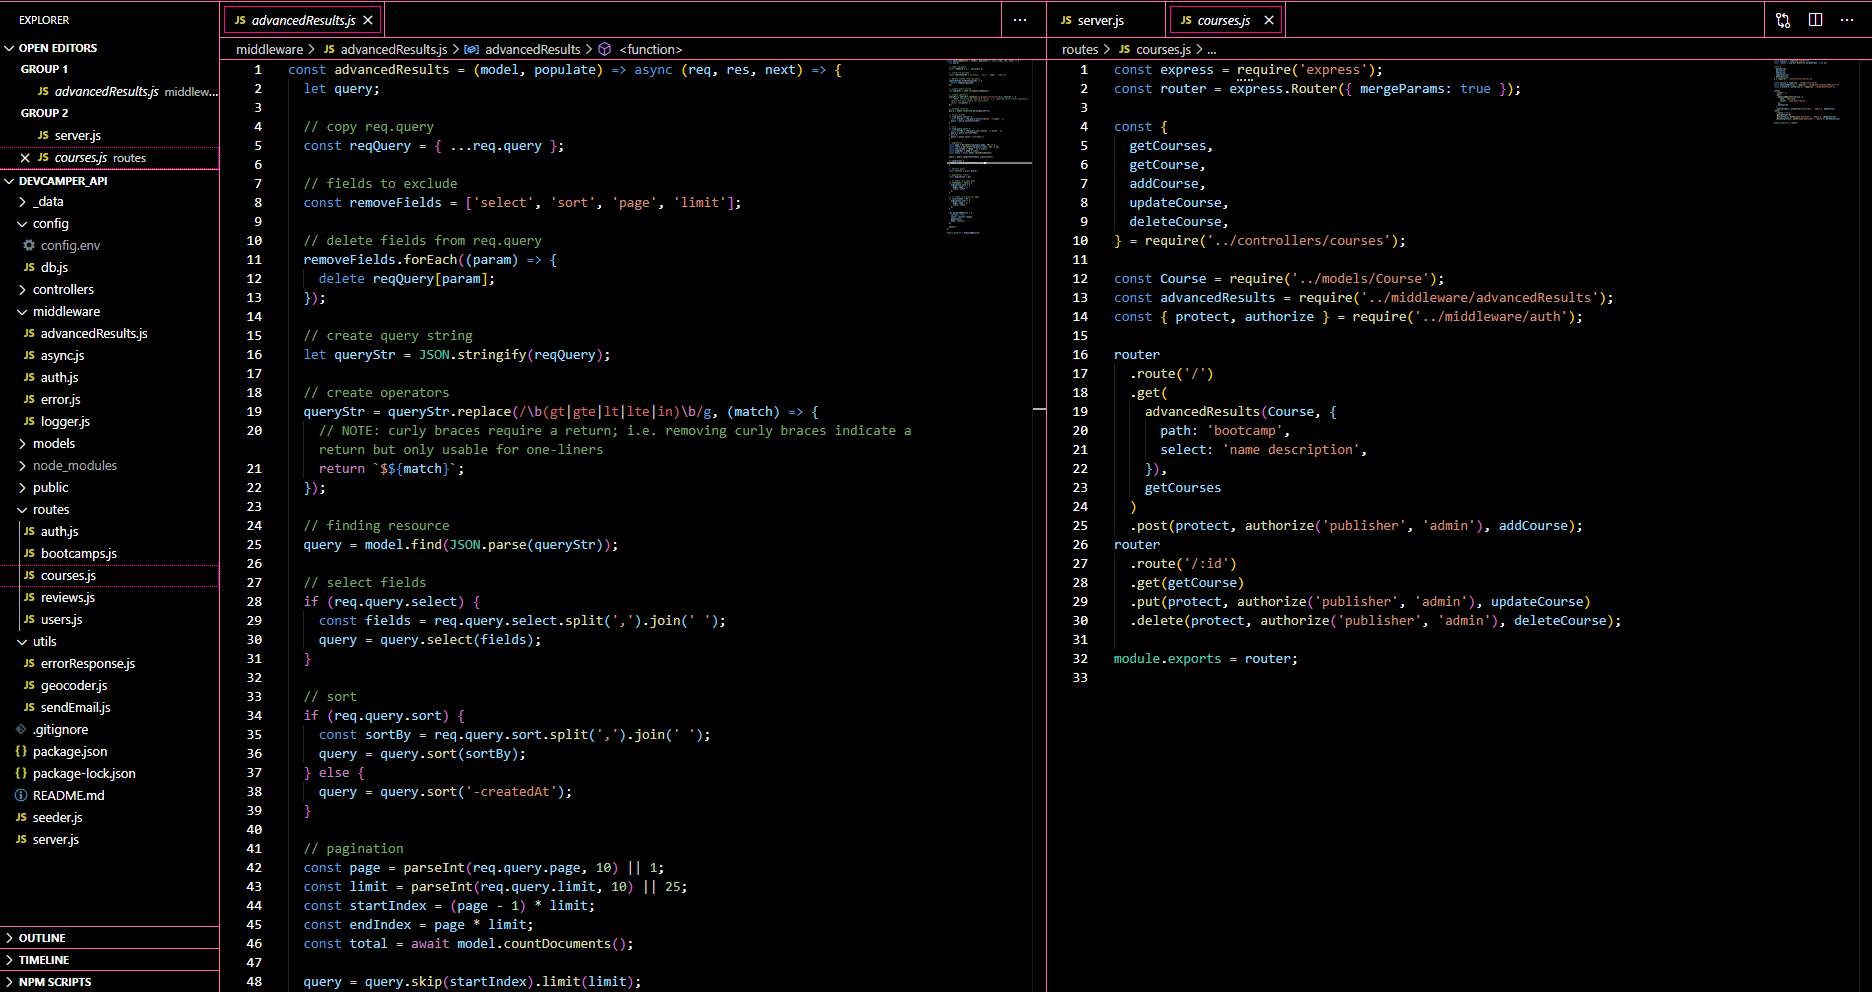 EXPLORER
OPEN EDITORS
GROUP 1
JS advancedResults.js middlew...
GROUP 2
JS server.js
JS courses.js routes
DEVCAMPER_API
_data
config
config.env
JS db.js
controllers
middleware
JS advancedResults.js
JS async.js
JS auth.js
JS error.js
JS logger.js
models
node_modules
public
routes
JS auth.js
JS bootcamps.js
JS courses.js
JS reviews.js
JS users.js
utils
JS errorResponse.js
JS geocoder.js
JS sendEmail.js
.gitignore
{} package.json
{} package-lock.json
README.md
JS seeder.js
JS server.js
OUTLINE
TIMELINE
NPM SCRIPTS
JS advancedResults.js
middleware > JS advancedResults.js > advancedResults > <function>
1 const advancedResults = (model, populate) => async (req, res, next) => {
2 let query;
3
4 // copy req.query
5 const reqQuery = { ...req.query };
6
7 // fields to exclude
8 const removeFields = ['select', 'sort', 'page', 'limit'];
9
10 // delete fields from req.query
11 removeFields.forEach((param) => {
12 delete reqQuery[param];
13 });
14
15 // create query string
16 let queryStr = JSON.stringify(reqQuery);
17
18 // create operators
19 queryStr = queryStr.replace(/\b(gt|gte|lt|lte|in)\b/g, (match) => {
20 // NOTE: curly braces require a return; i.e. removing curly braces indicate a
return but only usable for one-liners
21 return `$${match}`;
22 });
23
24 // finding resource
25 query = model.find(JSON.parse(queryStr));
26
27 // select fields
28 if (req.query.select) {
29 const fields = req.query.select.split(',').join(' ');
30 query = query.select(fields);
31 }
32
33 // sort
34 if (req.query.sort) {
35 const sortBy = req.query.sort.split(',').join(' ');
36 query = query.sort(sortBy);
37 } else {
38 query = query.sort('-createdAt');
39 }
40
41 // pagination
42 const page = parseInt(req.query.page, 10) || 1;
43 const limit = parseInt(req.query.limit, 10) || 25;
44 const startIndex = (page - 1) * limit;
45 const endIndex = page * limit;
46 const total = await model.countDocuments();
47
48 query = query.skip(startIndex).limit(limit);
JS server.js
JS courses.js
routes > JS courses.js > ...
1 const express = require('express');
2 const router = express.Router({ mergeParams: true });
3
4 const {
5 getCourses,
6 getCourse,
7 addCourse,
8 updateCourse,
9 deleteCourse,
10 } = require('../controllers/courses');
11
12 const Course = require('../models/Course');
13 const advancedResults = require('../middleware/advancedResults');
14 const { protect, authorize } = require('../middleware/auth');
15
16 router
17 .route('/')
18 .get(
19 advancedResults(Course, {
20 path: 'bootcamp',
21 select: 'name description',
22 }),
23 getCourses
24 )
25 .post(protect, authorize('publisher', 'admin'), addCourse);
26 router
27 .route('/:id')
28 .get(getCourse)
29 .put(protect, authorize('publisher', 'admin'), updateCourse)
30 .delete(protect, authorize('publisher', 'admin'), deleteCourse);
31
32 module.exports = router;
33